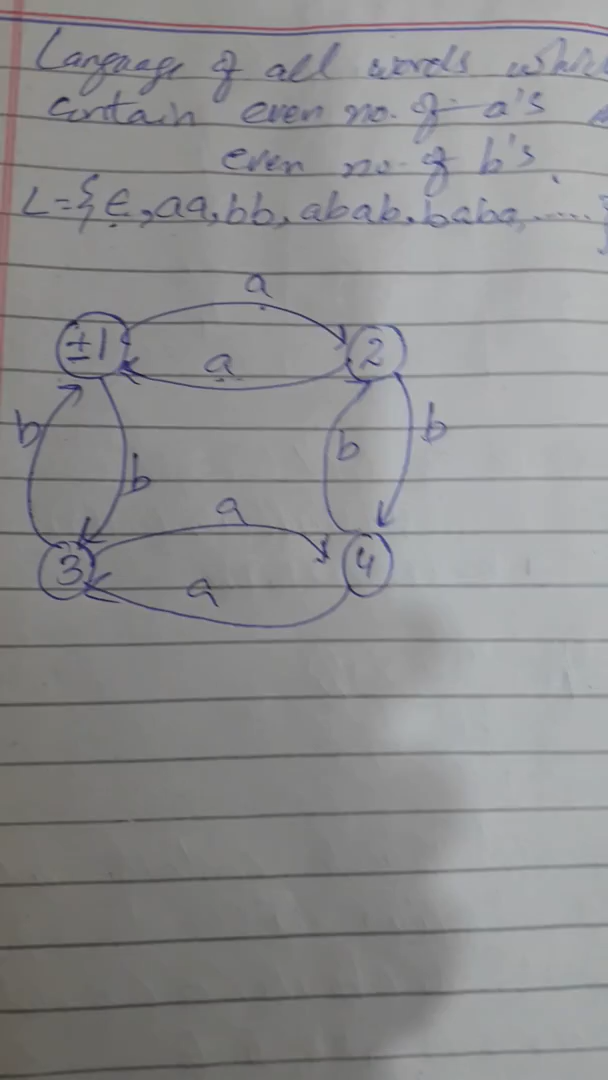 Language of all words
contain even no. of a's
even no. of b's.
L={e, aa, bb, abab, baba, .....}
a
±1 2
a
b b b b
a
3 4
a